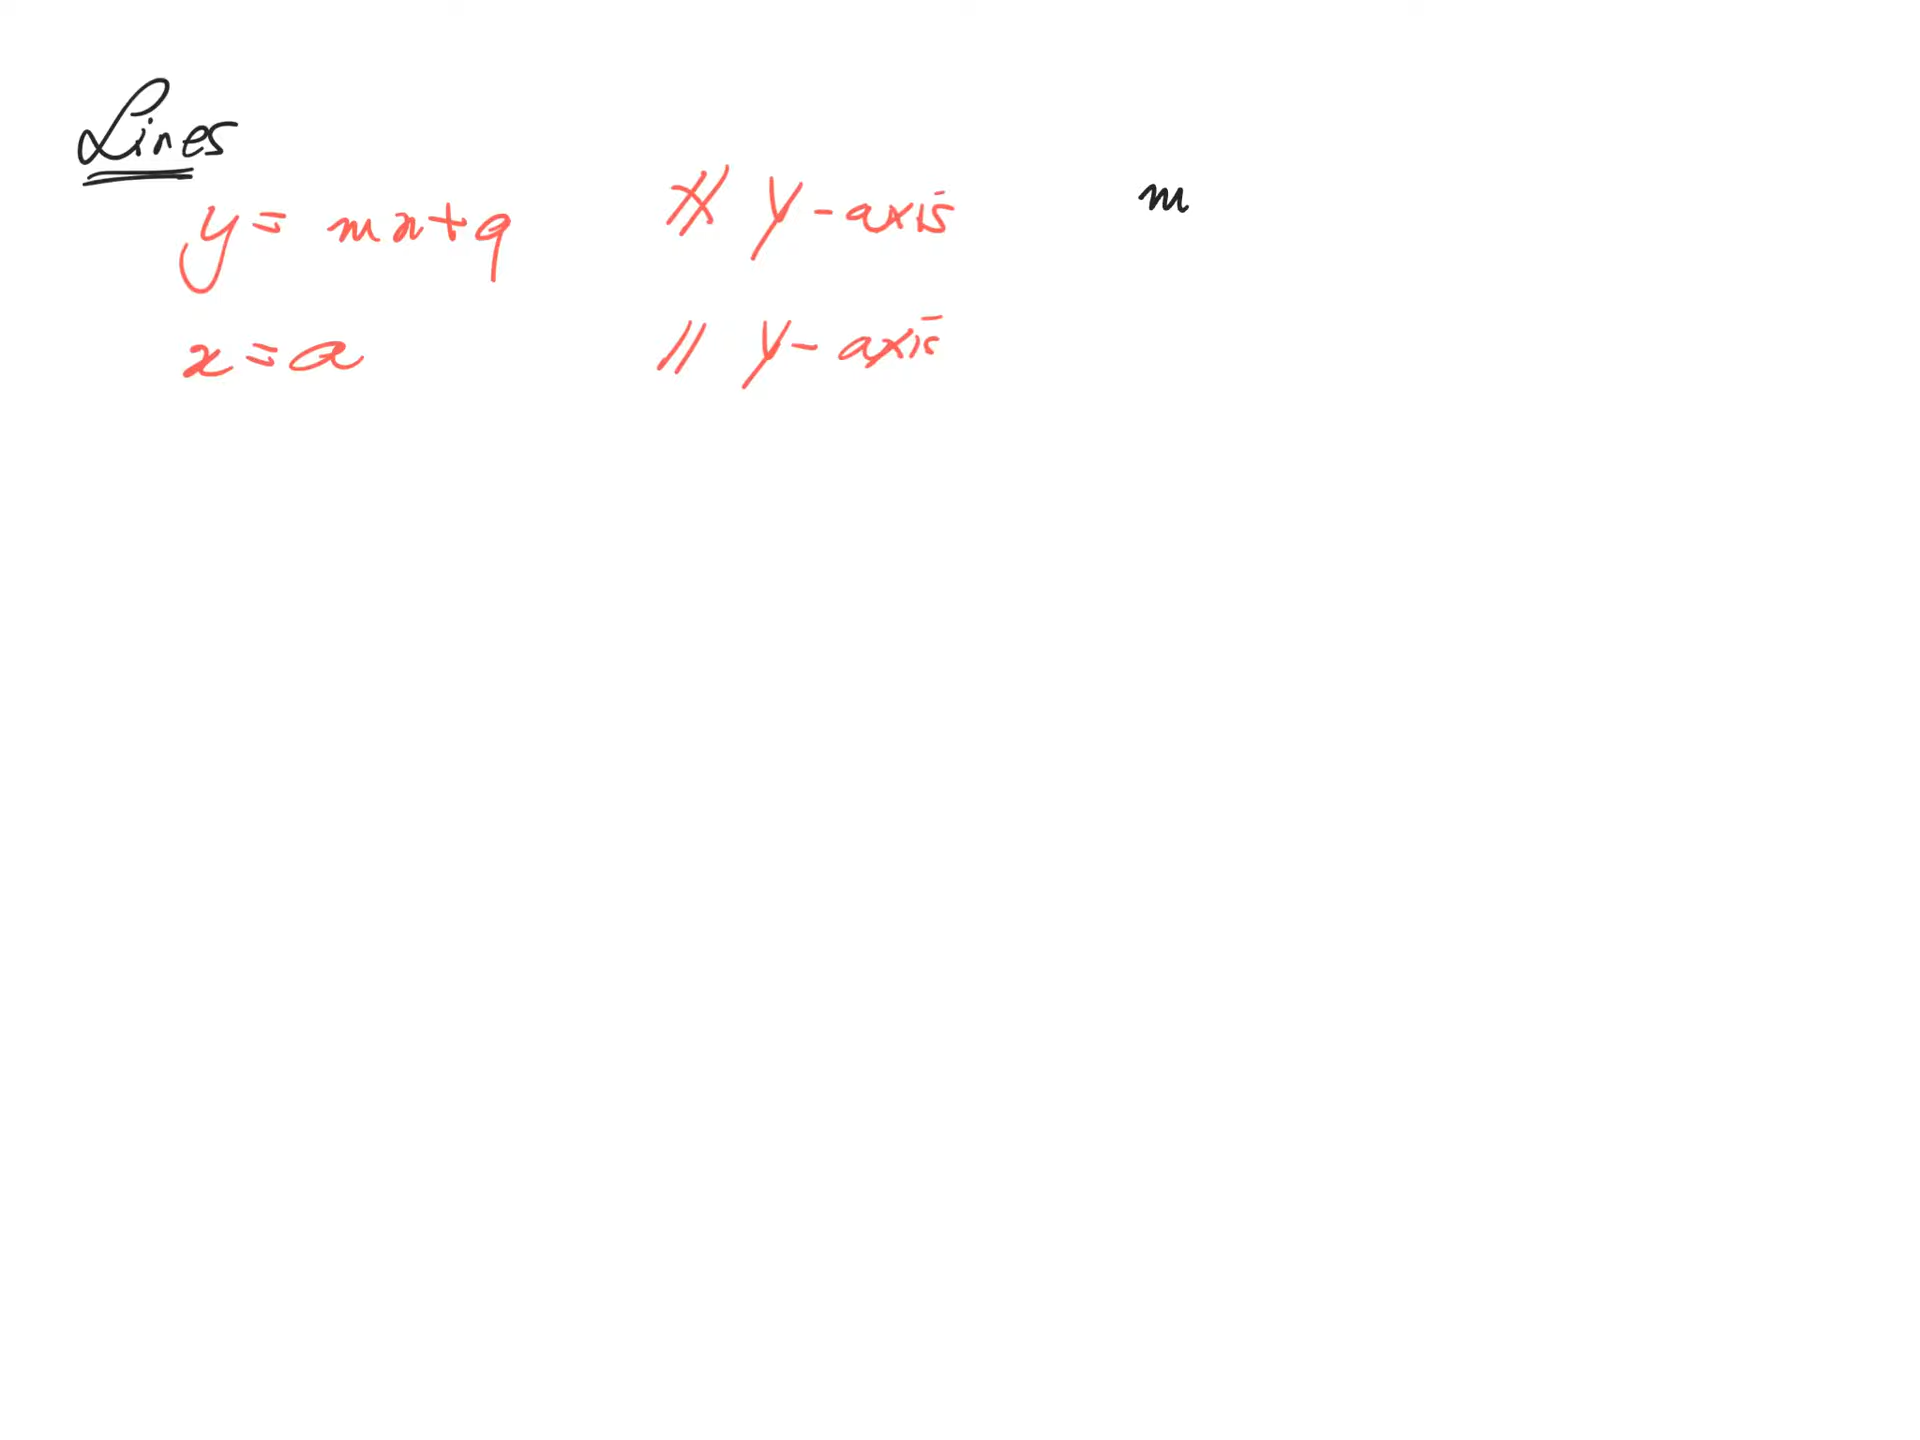 Lines
y = mx + q ∦ y-axis m
x = a // y-axis